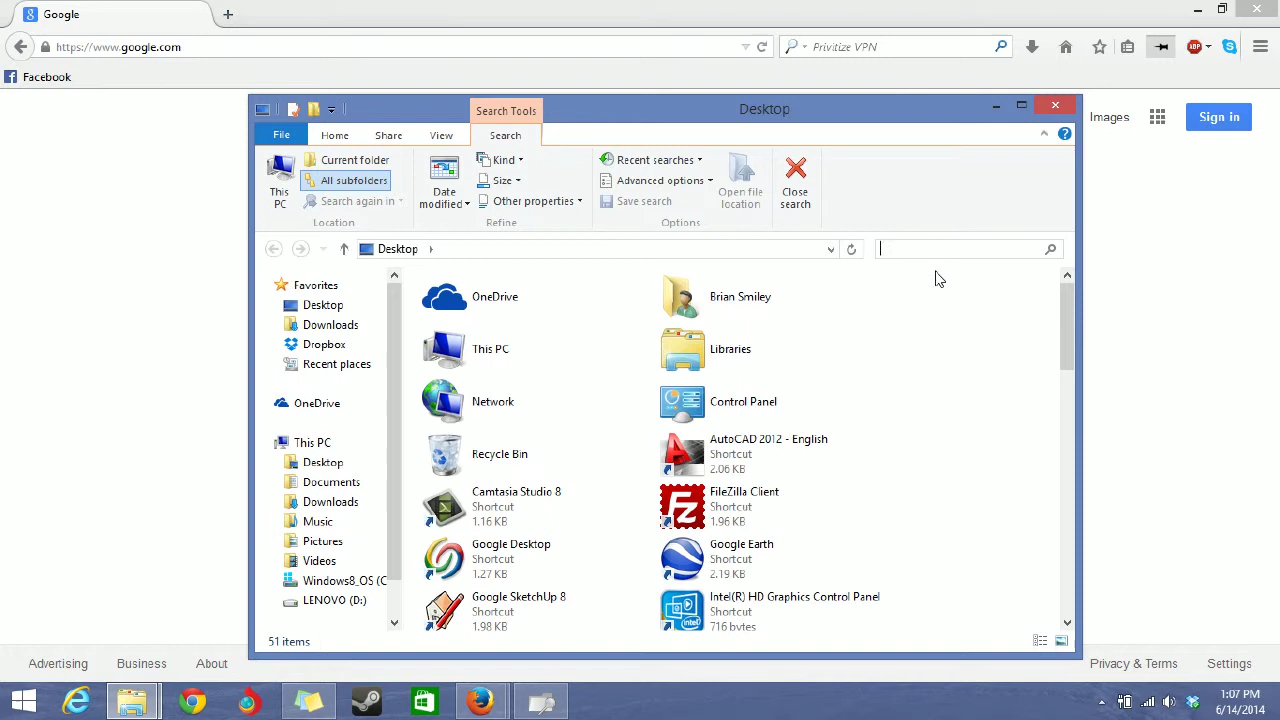 Google
https://www.google.com
Privitize VPN
ABP
Facebook
Images
Sign in
Search Tools
Desktop
File
Home
Share
View
Search
This PC
Current folder
All subfolders
Search again in
Location
Date modified
Kind
Size
Other properties
Refine
Recent searches
Advanced options
Save search
Options
Open file location
Close search
Desktop
Favorites
Desktop
Downloads
Dropbox
Recent places
OneDrive
This PC
Desktop
Documents
Downloads
Music
Pictures
Videos
Windows8_OS (C
LENOVO (D:)
OneDrive
Brian Smiley
This PC
Libraries
Network
Control Panel
Recycle Bin
AutoCAD 2012 - English
Shortcut
2.06 KB
Camtasia Studio 8
Shortcut
1.16 KB
FileZilla Client
Shortcut
1.96 KB
Google Desktop
Shortcut
1.27 KB
Google Earth
Shortcut
2.19 KB
Google SketchUp 8
Shortcut
1.98 KB
Intel(R) HD Graphics Control Panel
Shortcut
716 bytes
51 items
Advertising
Business
About
Privacy & Terms
Settings
1:07 PM
6/14/2014